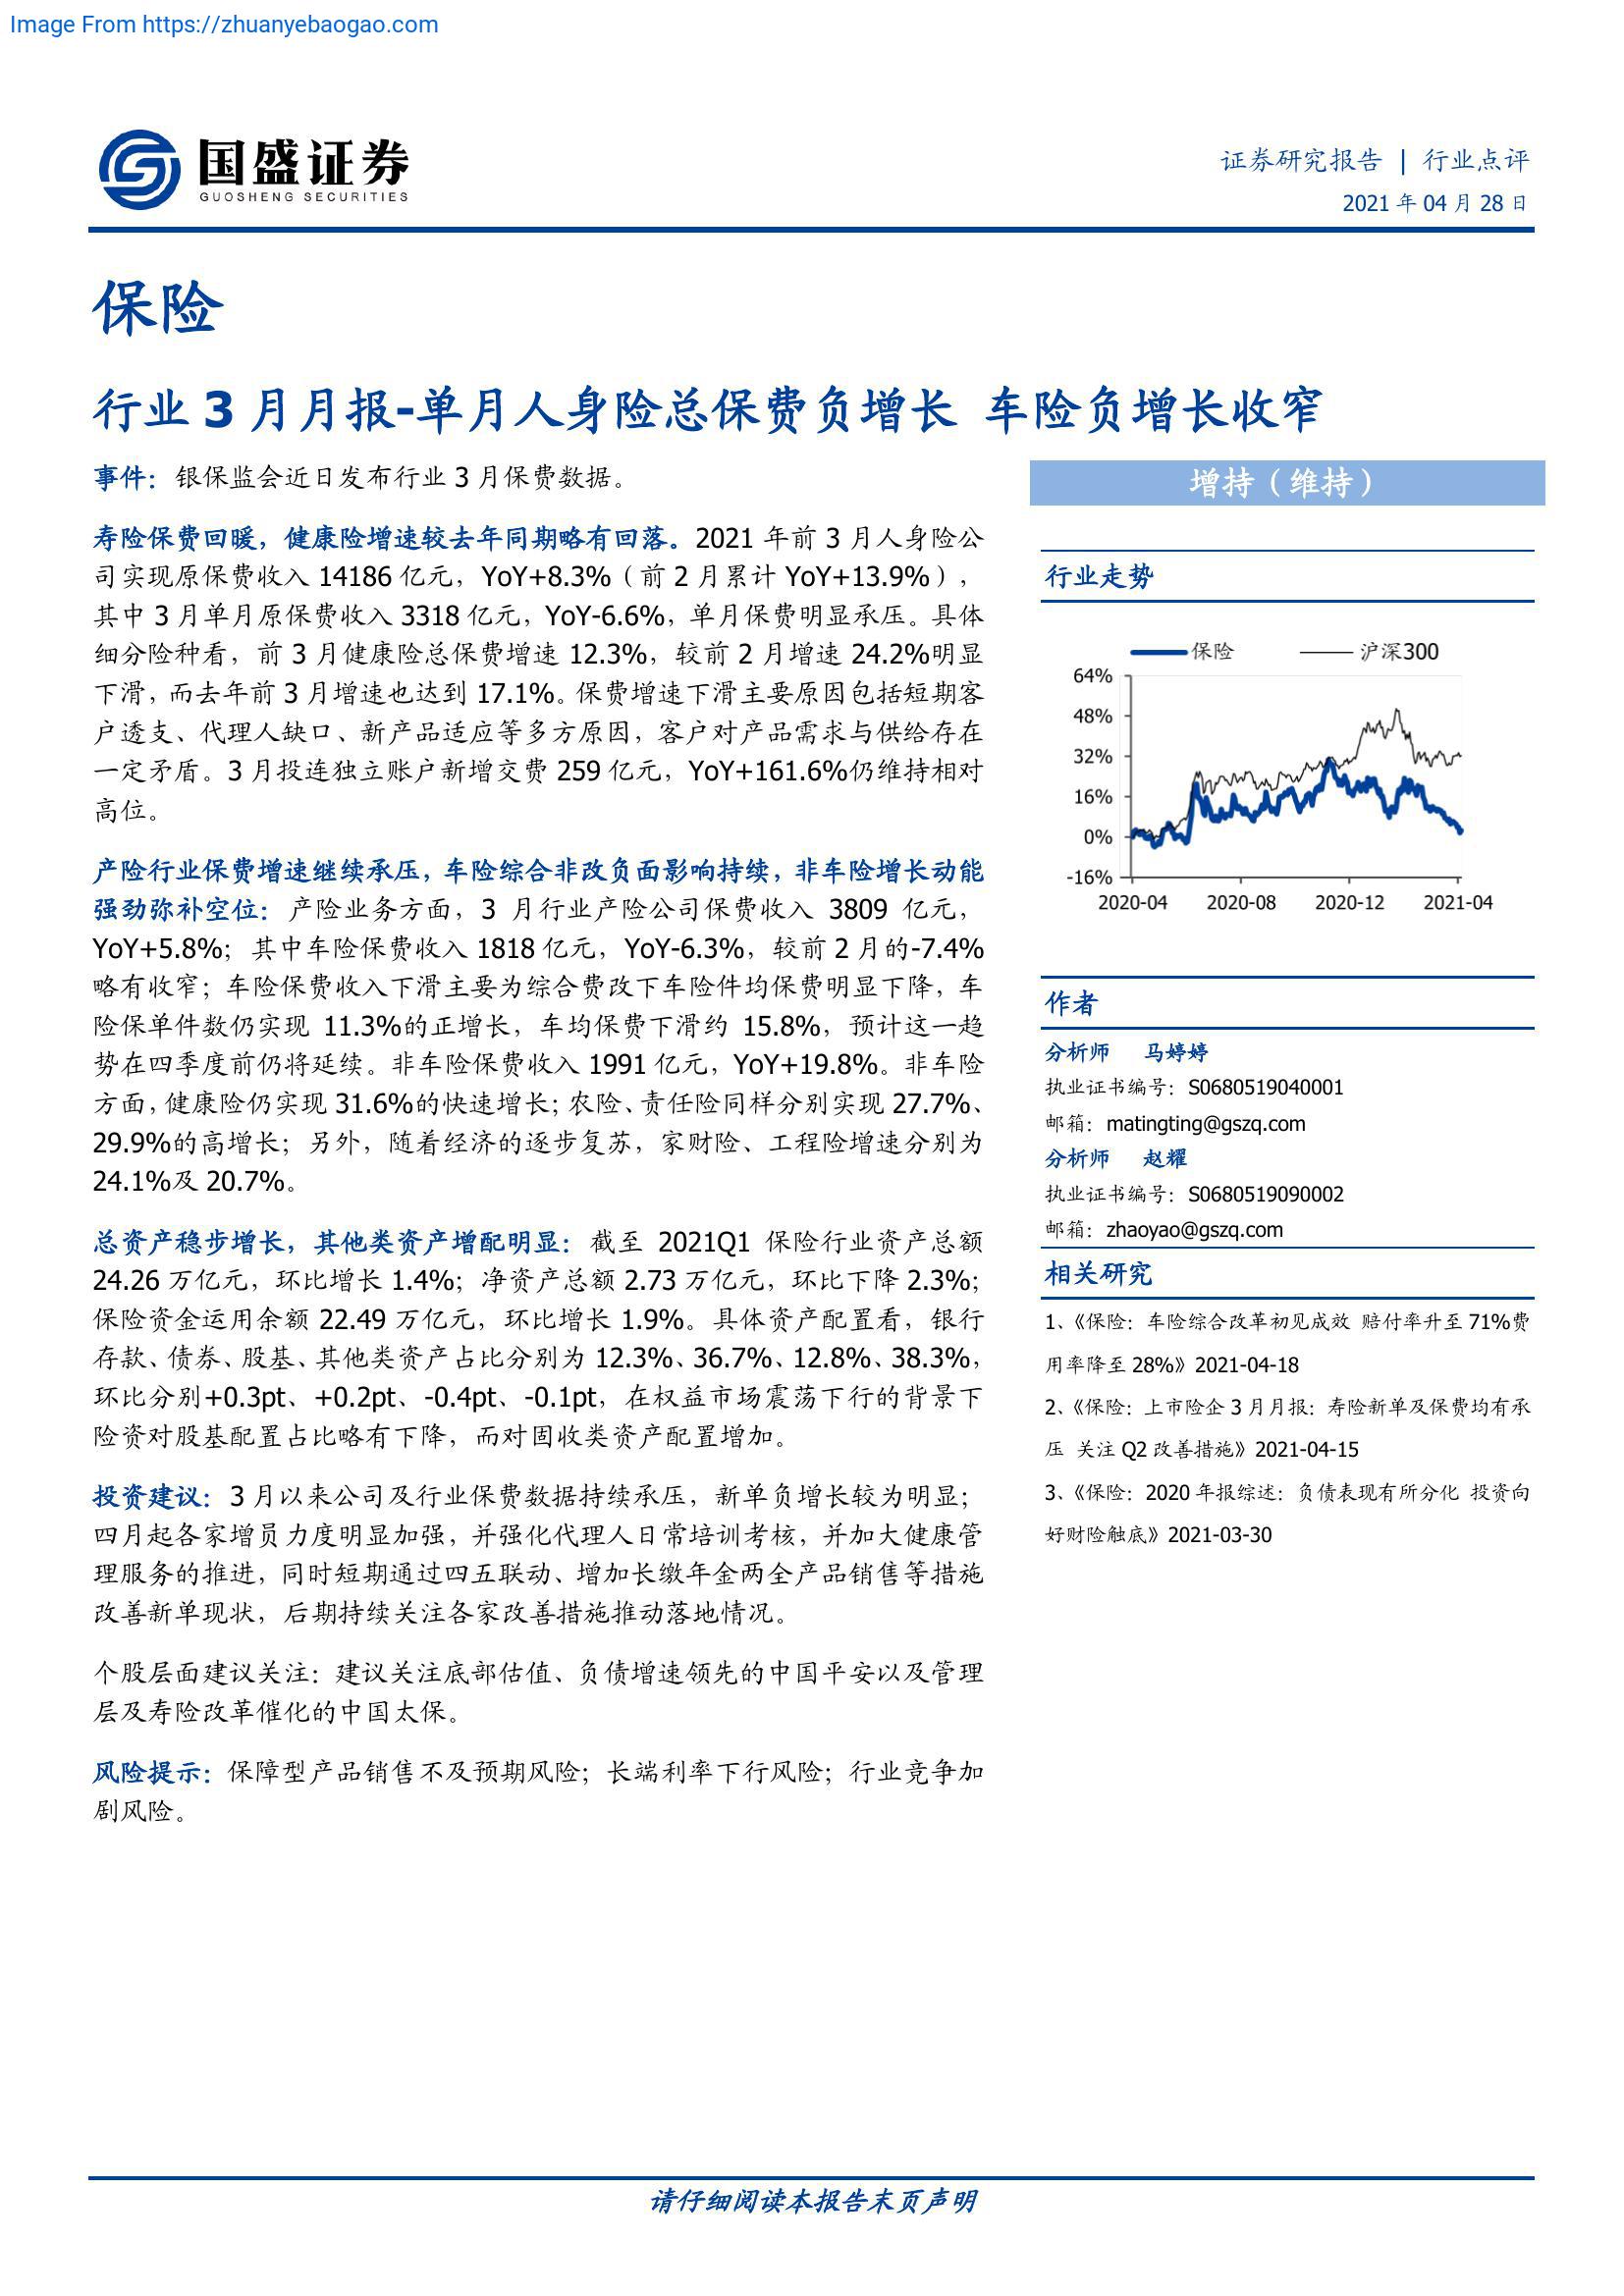 Image From https://zhuanyebaogao.com
国盛证券
GUOSHENG SECURITIES
证券研究报告 | 行业点评
2021 年 04 月 28 日
保险
行业 3 月月报-单月人身险总保费负增长 车险负增长收窄
事件：银保监会近日发布行业 3 月保费数据。
寿险保费回暖，健康险增速较去年同期略有回落。2021 年前 3 月人身险公
司实现原保费收入 14186 亿元，YoY+8.3%（前 2 月累计 YoY+13.9%），
其中 3 月单月原保费收入 3318 亿元，YoY-6.6%，单月保费明显承压。具体
细分险种看，前 3 月健康险总保费增速 12.3%，较前 2 月增速 24.2%明显
下滑，而去年前 3 月增速也达到 17.1%。保费增速下滑主要原因包括短期客
户透支、代理人缺口、新产品适应等多方原因，客户对产品需求与供给存在
一定矛盾。3 月投连独立账户新增交费 259 亿元，YoY+161.6%仍维持相对
高位。
产险行业保费增速继续承压，车险综合非改负面影响持续，非车险增长动能
强劲弥补空位：产险业务方面，3 月行业产险公司保费收入 3809 亿元，
YoY+5.8%；其中车险保费收入 1818 亿元，YoY-6.3%，较前 2 月的-7.4%
略有收窄；车险保费收入下滑主要为综合费改下车险件均保费明显下降，车
险保单件数仍实现 11.3%的正增长，车均保费下滑约 15.8%，预计这一趋
势在四季度前仍将延续。非车险保费收入 1991 亿元，YoY+19.8%。非车险
方面，健康险仍实现 31.6%的快速增长；农险、责任险同样分别实现 27.7%、
29.9%的高增长；另外，随着经济的逐步复苏，家财险、工程险增速分别为
24.1%及 20.7%。
总资产稳步增长，其他类资产增配明显：截至 2021Q1 保险行业资产总额
24.26 万亿元，环比增长 1.4%；净资产总额 2.73 万亿元，环比下降 2.3%；
保险资金运用余额 22.49 万亿元，环比增长 1.9%。具体资产配置看，银行
存款、债券、股基、其他类资产占比分别为 12.3%、36.7%、12.8%、38.3%，
环比分别+0.3pt、+0.2pt、-0.4pt、-0.1pt，在权益市场震荡下行的背景下
险资对股基配置占比略有下降，而对固收类资产配置增加。
投资建议：3 月以来公司及行业保费数据持续承压，新单负增长较为明显；
四月起各家增员力度明显加强，并强化代理人日常培训考核，并加大健康管
理服务的推进，同时短期通过四五联动、增加长缴年金两全产品销售等措施
改善新单现状，后期持续关注各家改善措施推动落地情况。
个股层面建议关注：建议关注底部估值、负债增速领先的中国平安以及管理
层及寿险改革催化的中国太保。
风险提示：保障型产品销售不及预期风险；长端利率下行风险；行业竞争加
剧风险。
增持（维持）
行业走势
保险 沪深300
64%
48%
32%
16%
0%
-16%
2020-04 2020-08 2020-12 2021-04
作者
分析师 马婷婷
执业证书编号：S0680519040001
邮箱：matingting@gszq.com
分析师 赵耀
执业证书编号：S0680519090002
邮箱：zhaoyao@gszq.com
相关研究
1、《保险：车险综合改革初见成效 赔付率升至 71%费
用率降至 28%》2021-04-18
2、《保险：上市险企 3 月月报：寿险新单及保费均有承
压 关注 Q2 改善措施》2021-04-15
3、《保险：2020 年报综述：负债表现有所分化 投资向
好财险触底》2021-03-30
请仔细阅读本报告末页声明